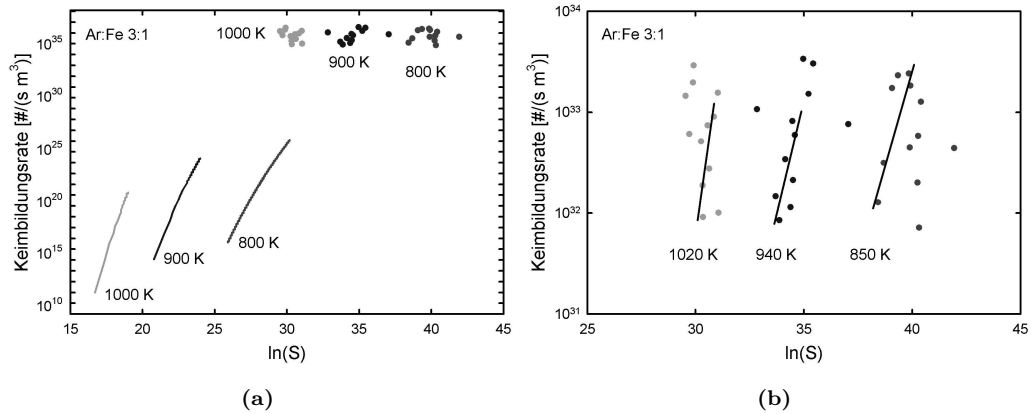 Ar:Fe 3:1
1000 K
900 K
800 K
1000 K
900 K
800 K
Keimbildungsrate [#/(s m³)]
10³⁵
10³⁰
10²⁵
10²⁰
10¹⁵
10¹⁰
15 20 25 30 35 40 45
ln(S)
(a)
Ar:Fe 3:1
1020 K
940 K
850 K
Keimbildungsrate [#/(s m³)]
10³⁴
10³³
10³²
10³¹
25 30 35 40 45
ln(S)
(b)